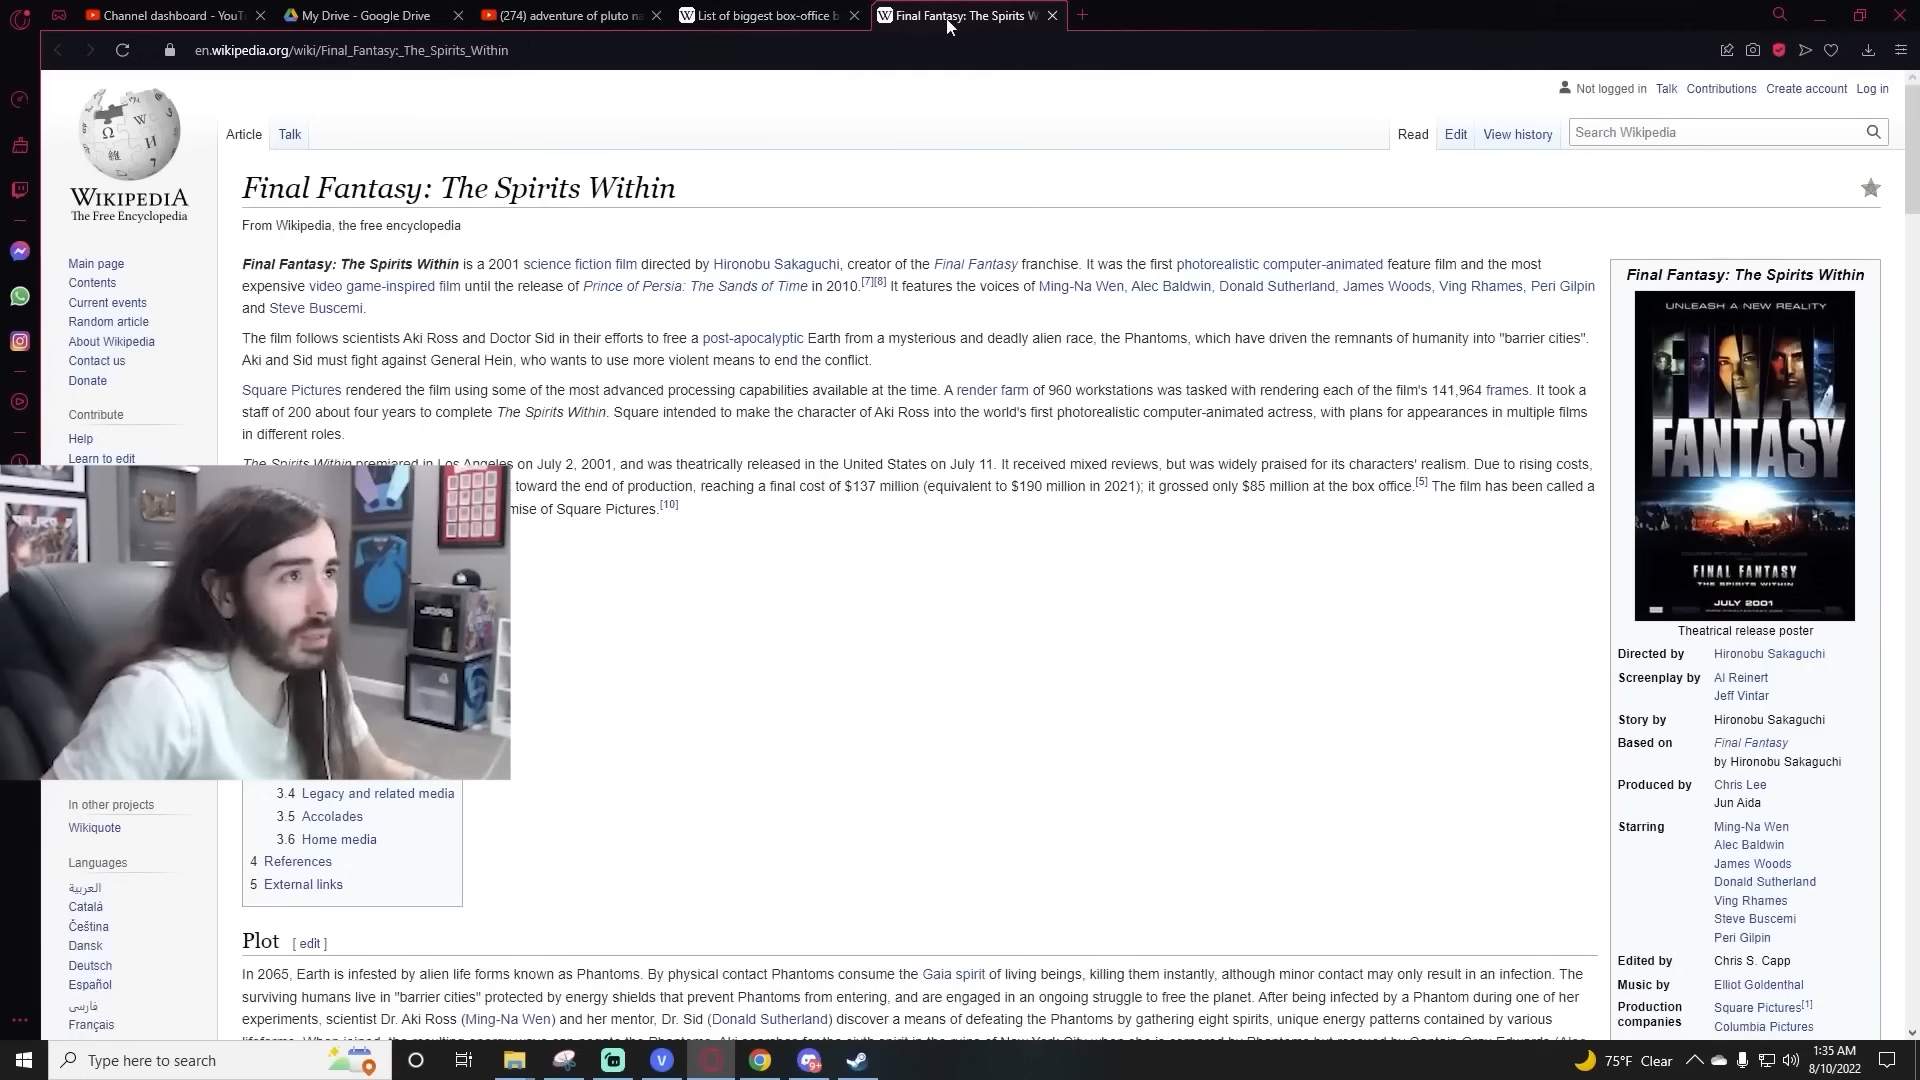 Channel dashboard - YouT
My Drive - Google Drive
(274) adventure of pluto na
List of biggest box-office b
Final Fantasy: The Spirits W
en.wikipedia.org/wiki/Final_Fantasy:_The_Spirits_Within
Not logged in Talk Contributions Create account Log in
Article Talk
Read Edit View history
Search Wikipedia
WIKIPEDIA
The Free Encyclopedia
Main page
Contents
Current events
Random article
About Wikipedia
Contact us
Donate
Contribute
Help
Learn to edit
In other projects
Wikiquote
Languages
العربية
Català
Čeština
Dansk
Deutsch
Español
فارسی
Français
Final Fantasy: The Spirits Within
From Wikipedia, the free encyclopedia
Final Fantasy: The Spirits Within is a 2001 science fiction film directed by Hironobu Sakaguchi, creator of the Final Fantasy franchise. It was the first photorealistic computer-animated feature film and the most
expensive video game-inspired film until the release of Prince of Persia: The Sands of Time in 2010.[7][8] It features the voices of Ming-Na Wen, Alec Baldwin, Donald Sutherland, James Woods, Ving Rhames, Peri Gilpin
and Steve Buscemi.
The film follows scientists Aki Ross and Doctor Sid in their efforts to free a post-apocalyptic Earth from a mysterious and deadly alien race, the Phantoms, which have driven the remnants of humanity into "barrier cities".
Aki and Sid must fight against General Hein, who wants to use more violent means to end the conflict.
Square Pictures rendered the film using some of the most advanced processing capabilities available at the time. A render farm of 960 workstations was tasked with rendering each of the film's 141,964 frames. It took a
staff of 200 about four years to complete The Spirits Within. Square intended to make the character of Aki Ross into the world's first photorealistic computer-animated actress, with plans for appearances in multiple films
in different roles.
The Spirits Within premiered in Los Angeles on July 2, 2001, and was theatrically released in the United States on July 11. It received mixed reviews, but was widely praised for its characters' realism. Due to rising costs,
toward the end of production, reaching a final cost of $137 million (equivalent to $190 million in 2021); it grossed only $85 million at the box office.[5] The film has been called a
mise of Square Pictures.[10]
3.4 Legacy and related media
3.5 Accolades
3.6 Home media
4 References
5 External links
Plot [ edit ]
In 2065, Earth is infested by alien life forms known as Phantoms. By physical contact Phantoms consume the Gaia spirit of living beings, killing them instantly, although minor contact may only result in an infection. The
surviving humans live in "barrier cities" protected by energy shields that prevent Phantoms from entering, and are engaged in an ongoing struggle to free the planet. After being infected by a Phantom during one of her
experiments, scientist Dr. Aki Ross (Ming-Na Wen) and her mentor, Dr. Sid (Donald Sutherland) discover a means of defeating the Phantoms by gathering eight spirits, unique energy patterns contained by various
Final Fantasy: The Spirits Within
UNLEASH A NEW REALITY
FANTASY
FINAL FANTASY
THE SPIRITS WITHIN
JULY 2001
Theatrical release poster
Directed by Hironobu Sakaguchi
Screenplay by Al Reinert
Jeff Vintar
Story by Hironobu Sakaguchi
Based on Final Fantasy
by Hironobu Sakaguchi
Produced by Chris Lee
Jun Aida
Starring Ming-Na Wen
Alec Baldwin
James Woods
Donald Sutherland
Ving Rhames
Steve Buscemi
Peri Gilpin
Edited by Chris S. Capp
Music by Elliot Goldenthal
Production Square Pictures[1]
companies Columbia Pictures
Type here to search
9+
75°F Clear
1:35 AM
8/10/2022